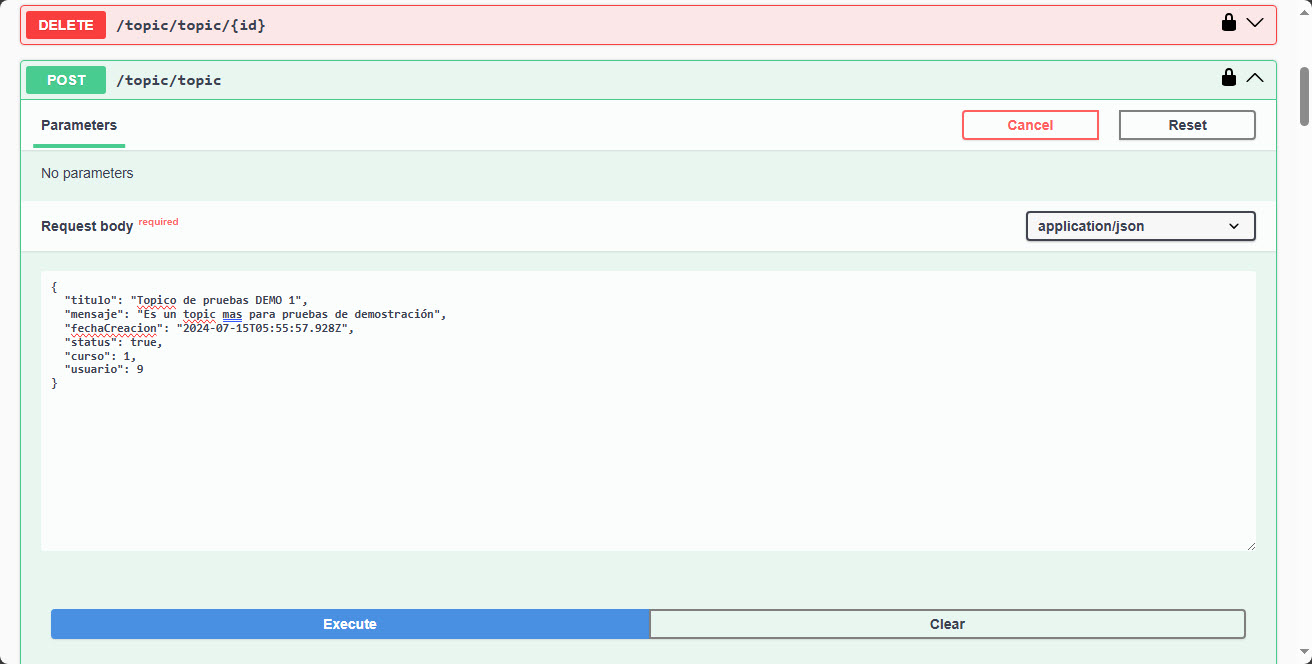 DELETE /topic/topic/{id}
POST /topic/topic
Parameters Cancel Reset
No parameters
Request body required application/json
{
"titulo": "Topico de pruebas DEMO 1",
"mensaje": "Es un topic mas para pruebas de demostración",
"fechaCreacion": "2024-07-15T05:55:57.928Z",
"status": true,
"curso": 1,
"usuario": 9
}
Execute Clear